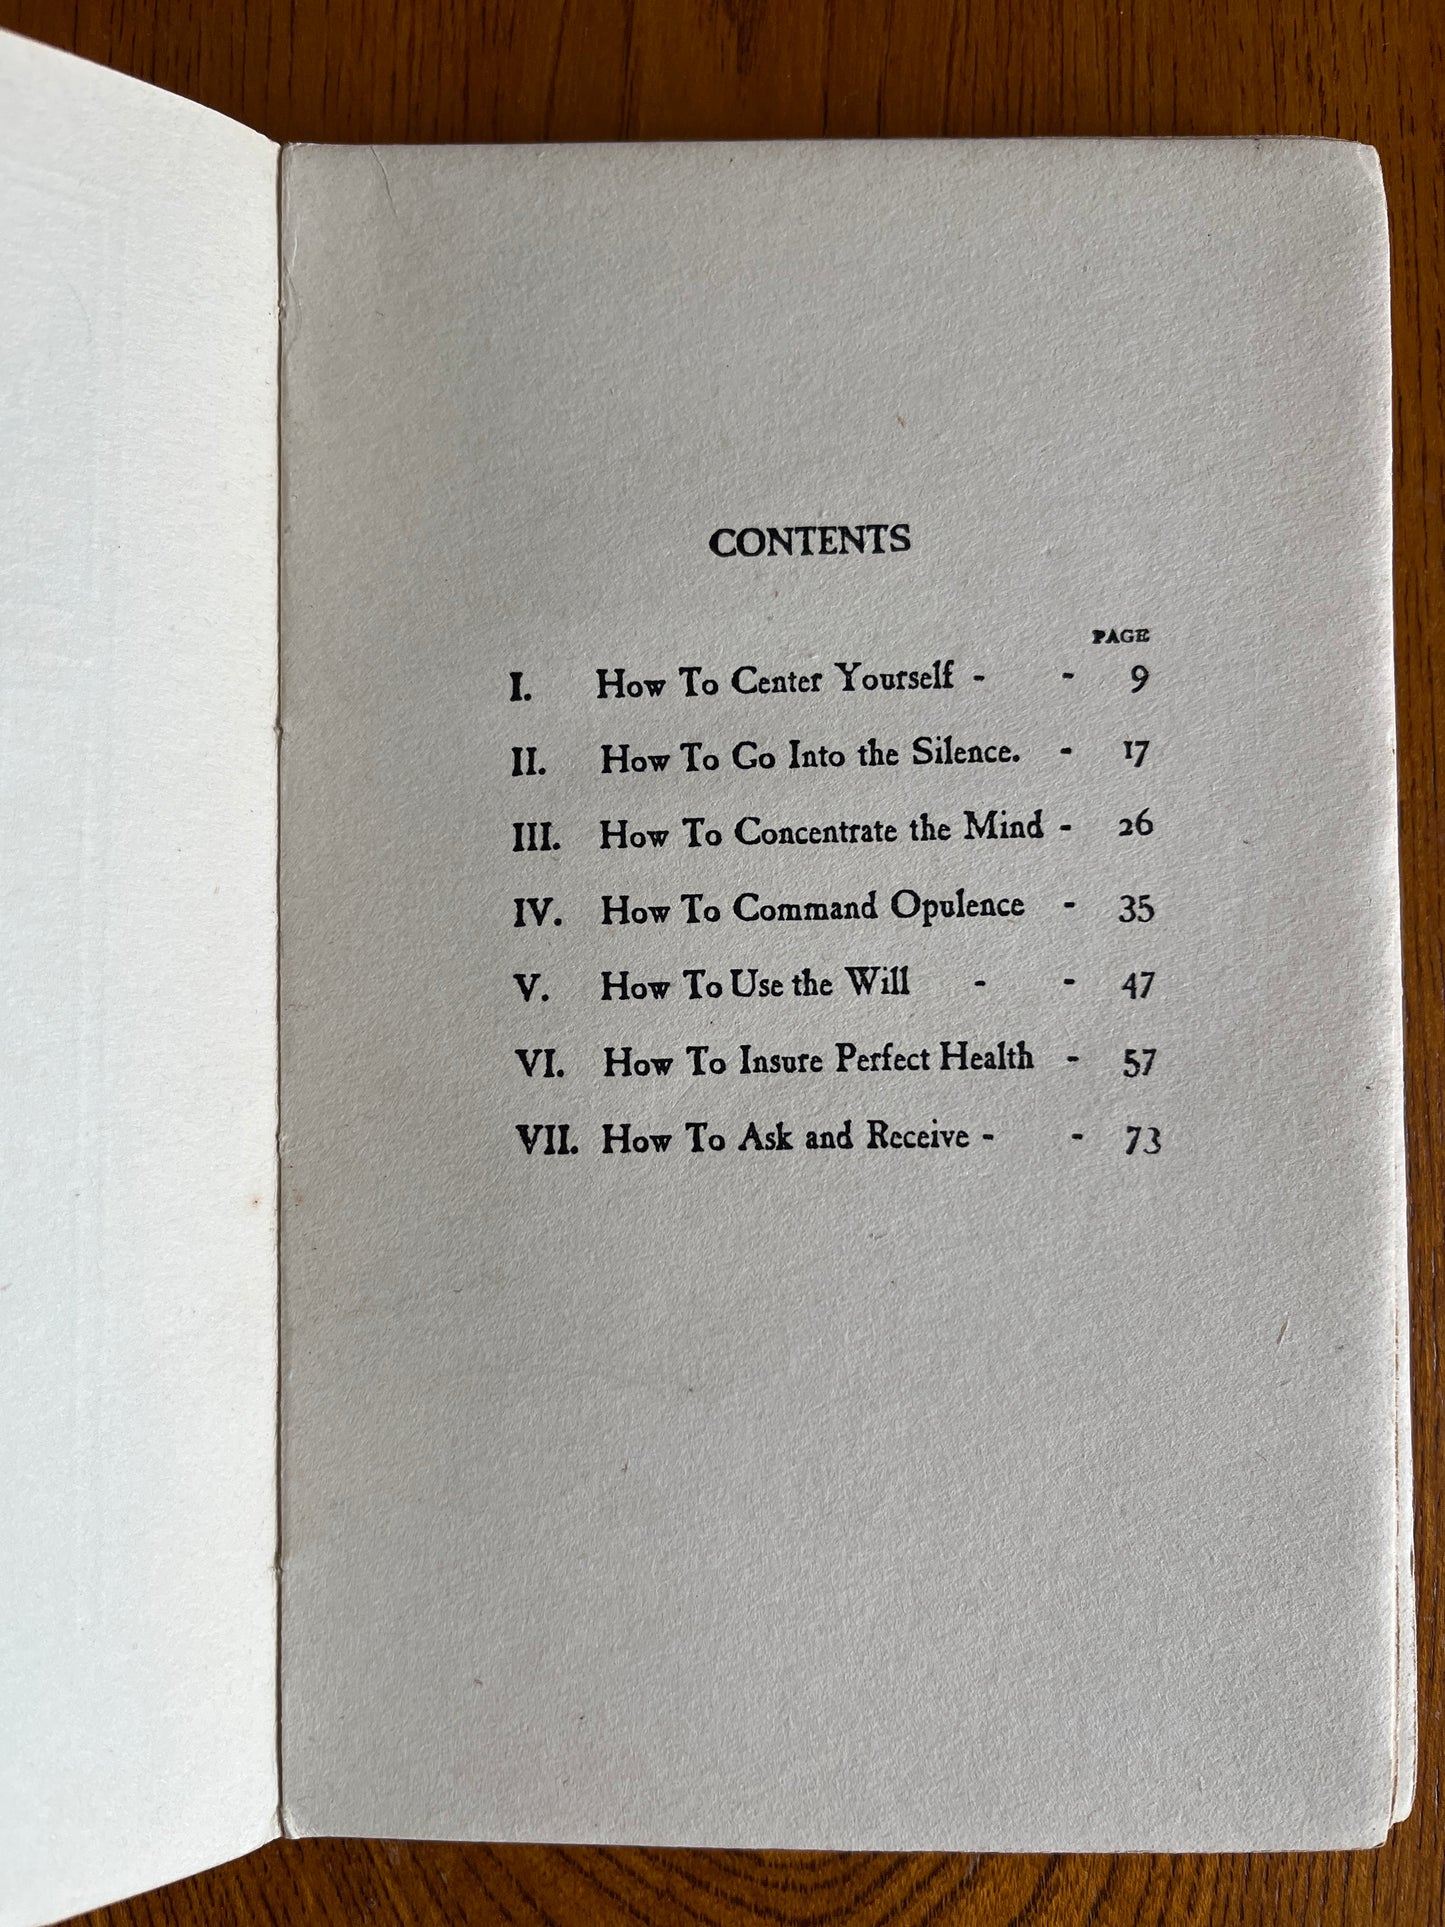 CONTENTS
PAGE
I. How To Center Yourself - - 9
II. How To Go Into the Silence. - 17
III. How To Concentrate the Mind - 26
IV. How To Command Opulence - 35
V. How To Use the Will - - 47
VI. How To Insure Perfect Health - 57
VII. How To Ask and Receive - - 73